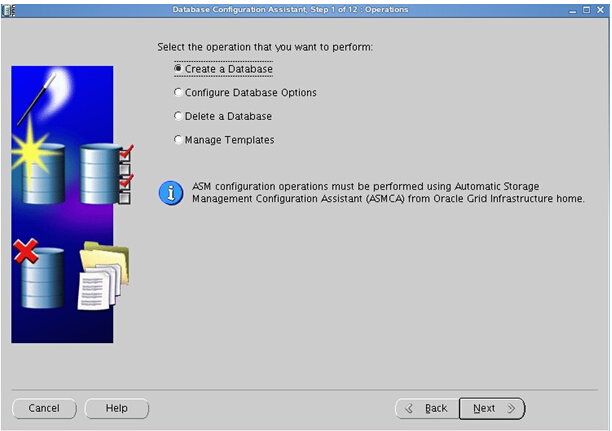 Database Configuration Assistant, Step 1 of 12 : Operations
Select the operation that you want to perform:
Create a Database
Configure Database Options
Delete a Database
Manage Templates
ASM configuration operations must be performed using Automatic Storage
Management Configuration Assistant (ASMCA) from Oracle Grid Infrastructure home.
Cancel
Help
Back
Next